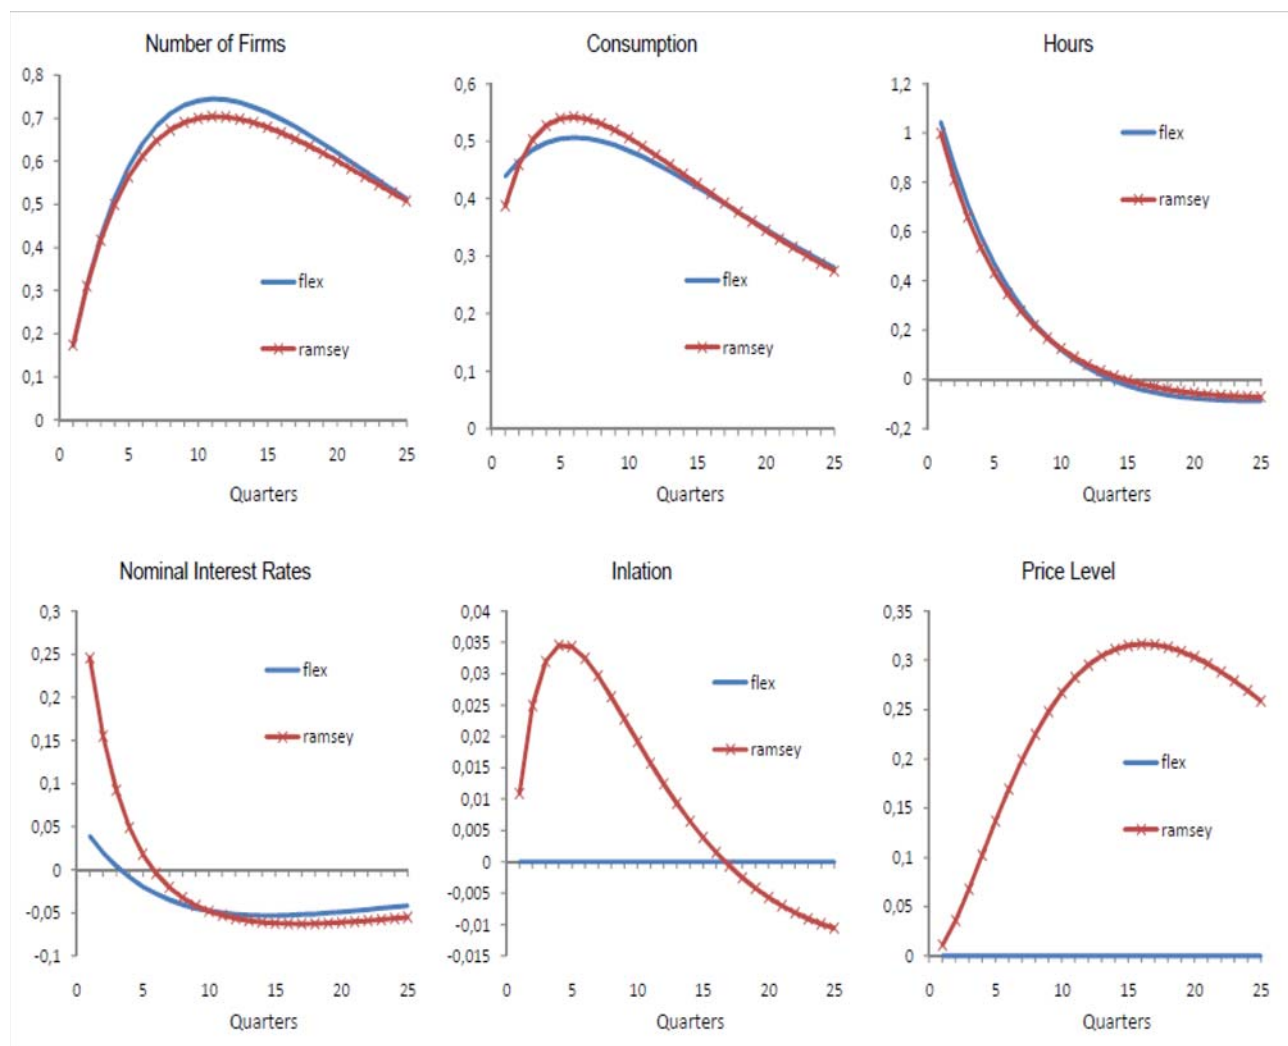 Number of Firms
0,8
0,7
0,6
0,5
0,4
0,3
0,2
0,1
0
flex
ramsey
0 5 10 15 20 25
Quarters
Consumption
0,6
0,5
0,4
0,3
0,2
0,1
0
flex
ramsey
0 5 10 15 20 25
Quarters
Hours
1,2
1
0,8
0,6
0,4
0,2
0
-0,2
flex
ramsey
0 5 10 15 20 25
Quarters
Nominal Interest Rates
0,3
0,25
0,2
0,15
0,1
0,05
0
-0,05
-0,1
flex
ramsey
0 5 10 15 20 25
Quarters
Inlation
0,04
0,035
0,03
0,025
0,02
0,015
0,01
0,005
0
-0,005
-0,01
-0,015
flex
ramsey
0 5 10 15 20 25
Quarters
Price Level
0,35
0,3
0,25
0,2
0,15
0,1
0,05
0
flex
ramsey
0 5 10 15 20 25
Quarters